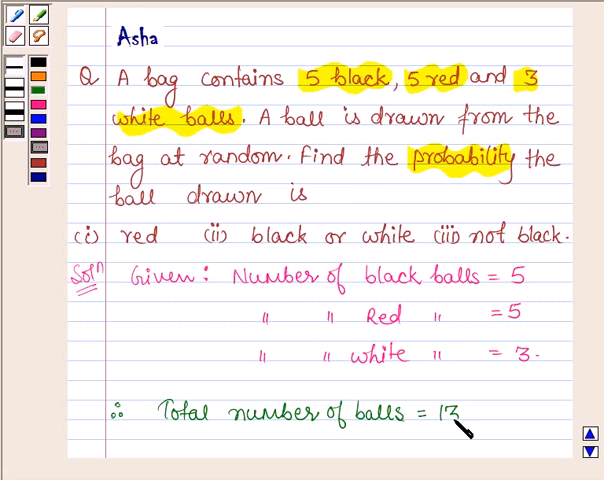 Asha
Q A bag contains 5 black, 5 red and 3
white balls. A ball is drawn from the
bag at random. Find the probability the
ball drawn is
(i) red (ii) black or white (iii) not black.
Solⁿ Given: Number of black balls = 5
" " Red " = 5
" " white " = 3.
∴ Total number of balls = 13